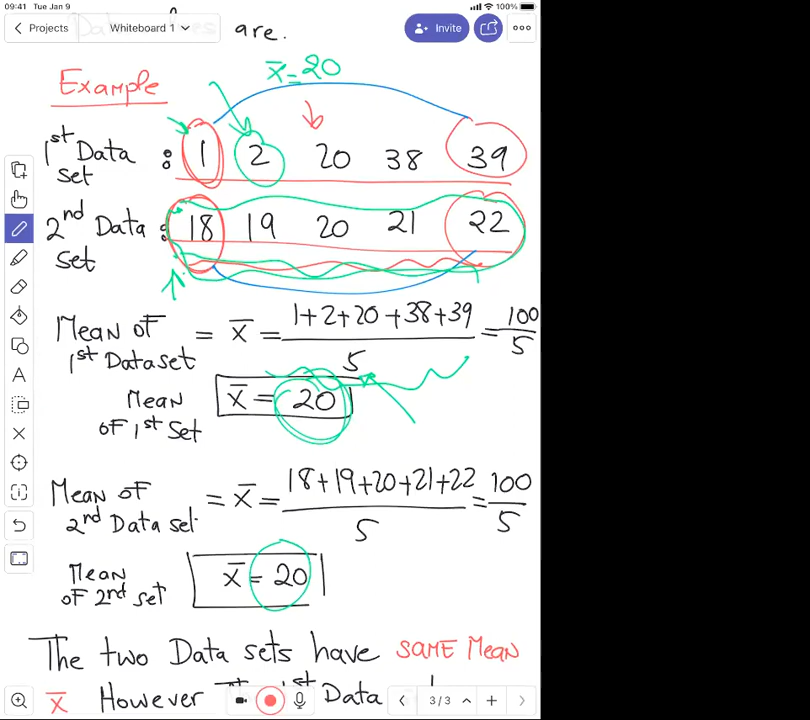 09:41 Tue Jan 9
100%
Projects
Whiteboard 1
Invite
are.
Example
x̄ = 20
1st Data set : 1 2 20 38 39
2nd Data set : 18 19 20 21 22
Mean of 1st Dataset = x̄ = 1+2+20+38+39 / 5 = 100 / 5
Mean of 1st Set x̄ = 20
Mean of 2nd Data set = x̄ = 18+19+20+21+22 / 5 = 100 / 5
Mean of 2nd set x̄ = 20
The two Data sets have SAME Mean
x̄ However
Data
3/3